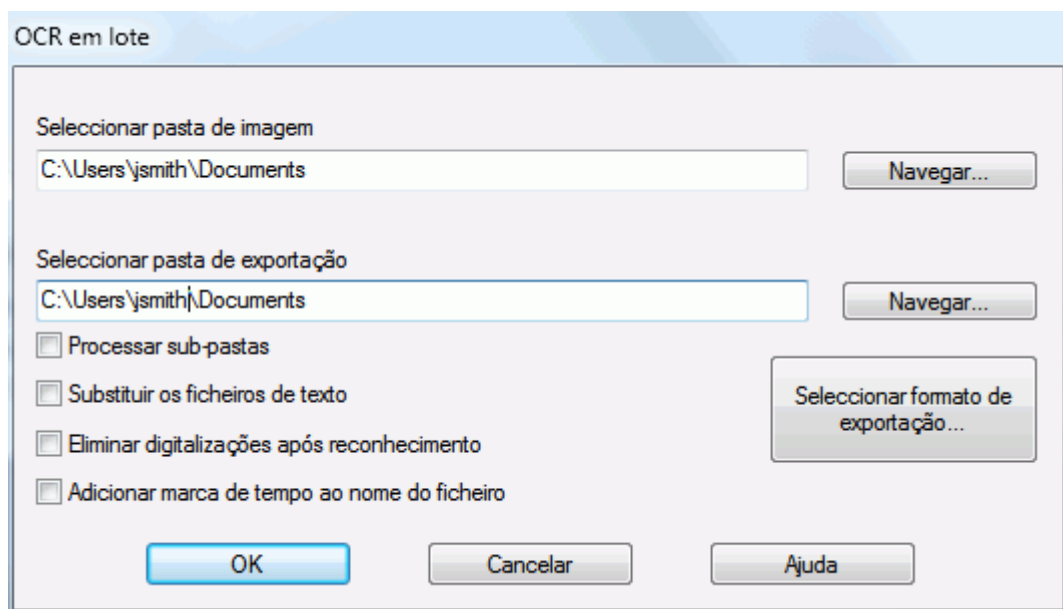 OCR em lote
Seleccionar pasta de imagem
C:\Users\jsmith\Documents
Navegar...
Seleccionar pasta de exportação
C:\Users\jsmith\Documents
Navegar...
Processar sub-pastas
Substituir os ficheiros de texto
Seleccionar formato de
exportação...
Eliminar digitalizações após reconhecimento
Adicionar marca de tempo ao nome do ficheiro
OK
Cancelar
Ajuda